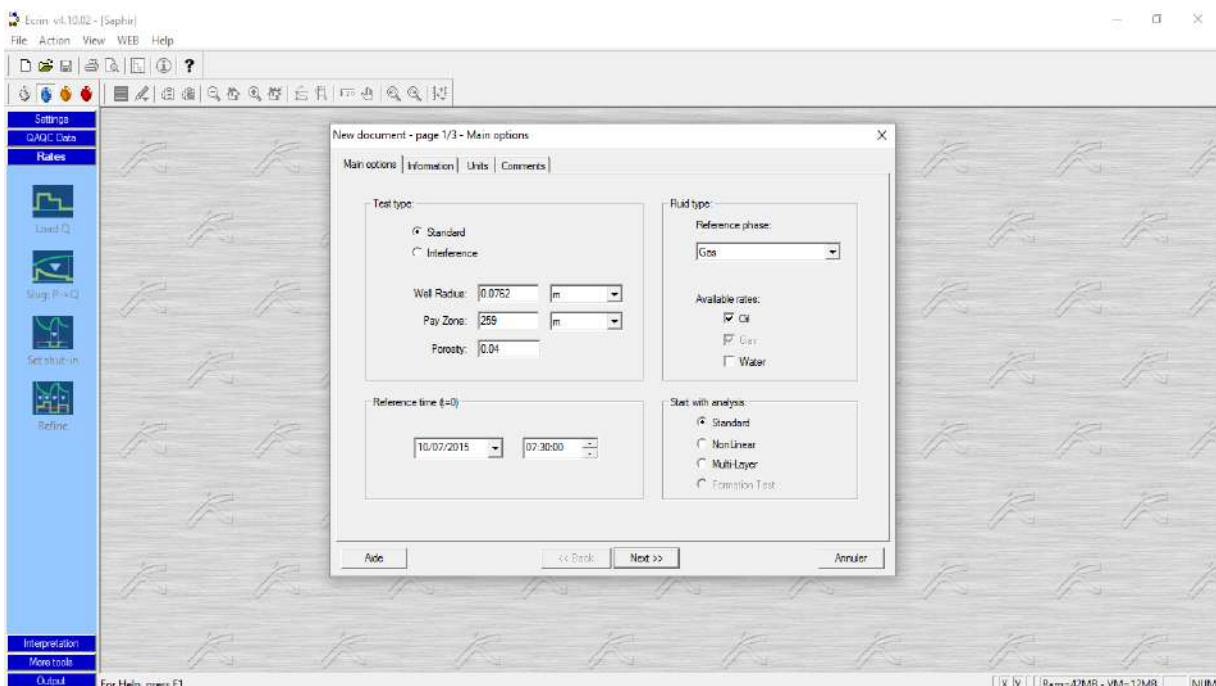 Ecrin v4.10.02 - [Saphir]
File Action View WEB Help
Settings
QAQC Data
Rates
Load Q
Slug: P->Q
Set shut-in
Refine
Interpretation
More tools
Output
New document - page 1/3 - Main options
Main options Information Units Comments
Test type:
Standard
Interference
Well Radius: 0.0762 m
Pay Zone: 259 m
Porosity: 0.04
Fluid type:
Reference phase:
Gas
Available rates:
Oil
Gas
Water
Reference time (t=0)
10/07/2015 07:30:00
Start with analysis:
Standard
NonLinear
Multi-Layer
Formation Test
Aide << Back Next >> Annuler
For Help, press F1
X Y Ram=42MB - VM=12MB NUM